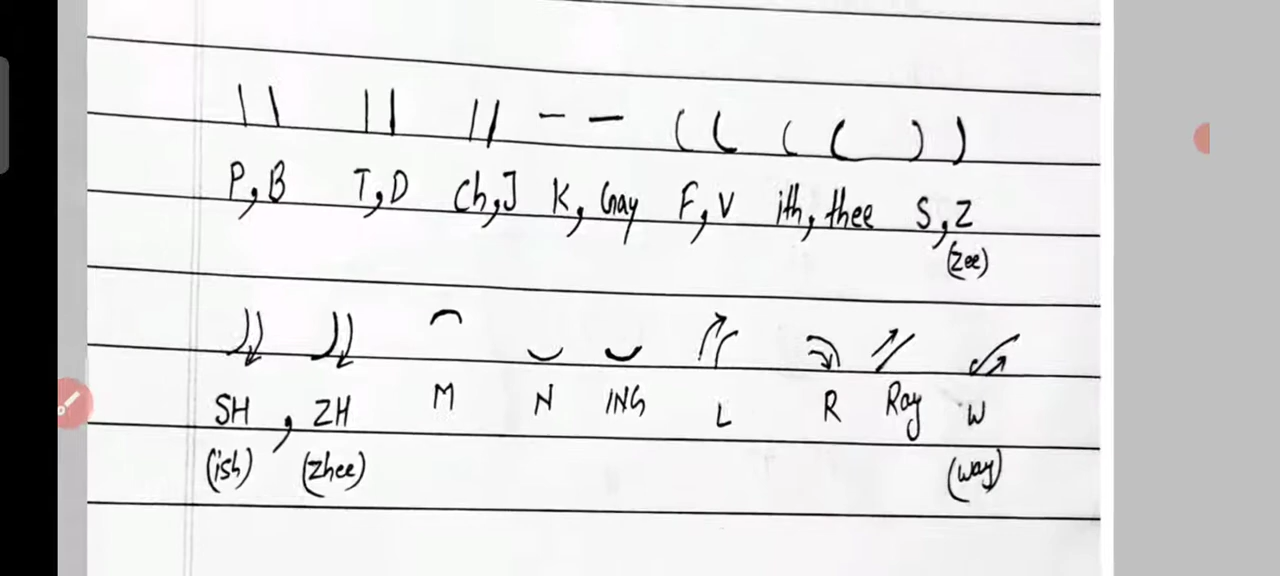 P, B T, D Ch, J K, Gay F, V ith, thee S, Z
(zee)
SH , ZH M N ING L R Ray W
(ish) (zhee) (way)